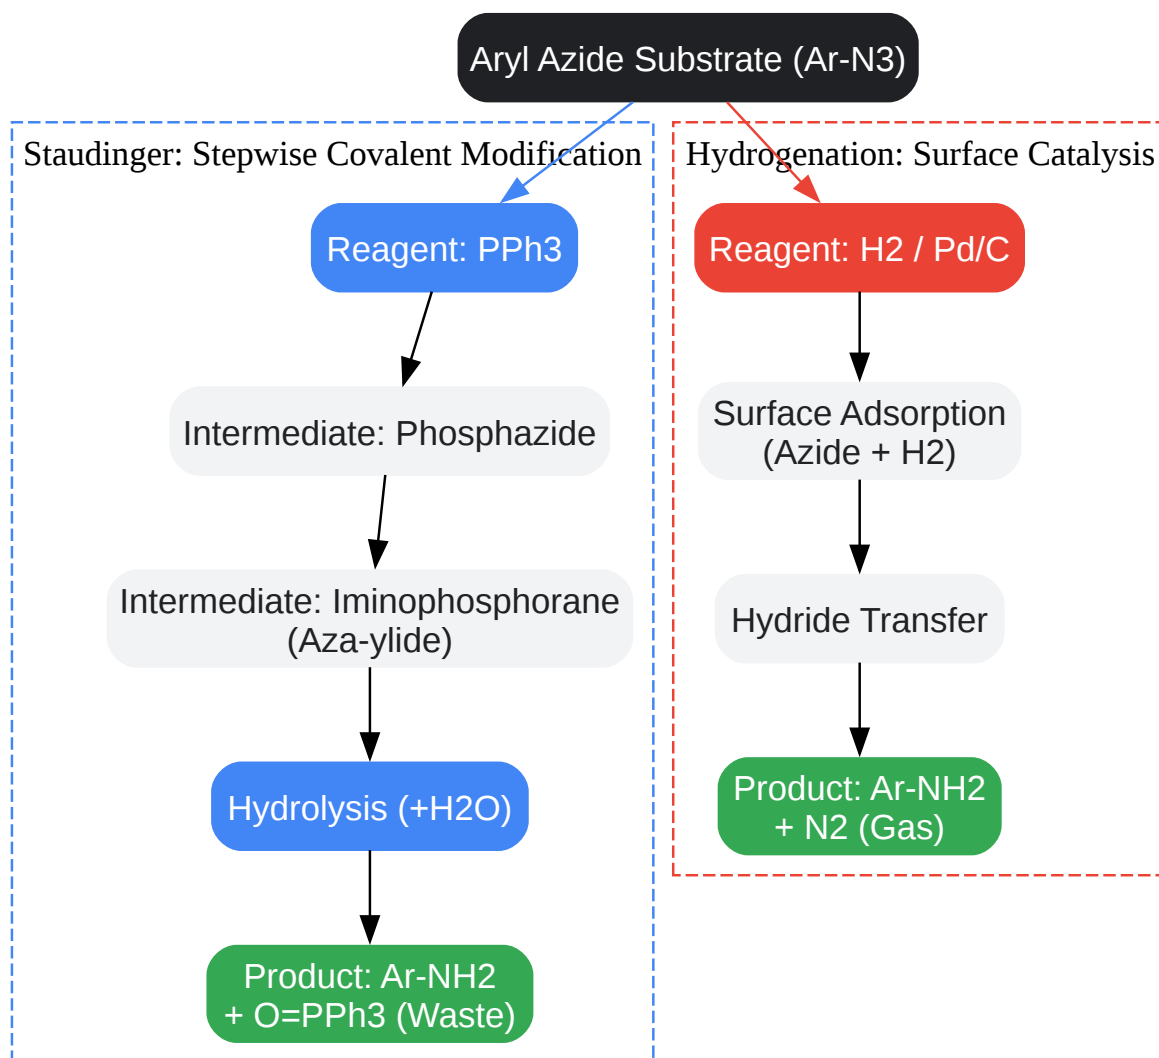 Aryl Azide Substrate (Ar-N3)
Staudinger: Stepwise Covalent Modification
Reagent: PPh3
Intermediate: Phosphazide
Intermediate: Iminophosphorane
(Aza-ylide)
Hydrolysis (+H2O)
Product: Ar-NH2
+ O=PPh3 (Waste)
Hydrogenation: Surface Catalysis
Reagent: H2 / Pd/C
Surface Adsorption
(Azide + H2)
Hydride Transfer
Product: Ar-NH2
+ N2 (Gas)